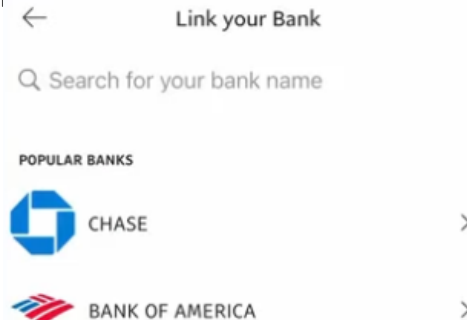 Link your Bank
Search for your bank name
POPULAR BANKS
CHASE
BANK OF AMERICA